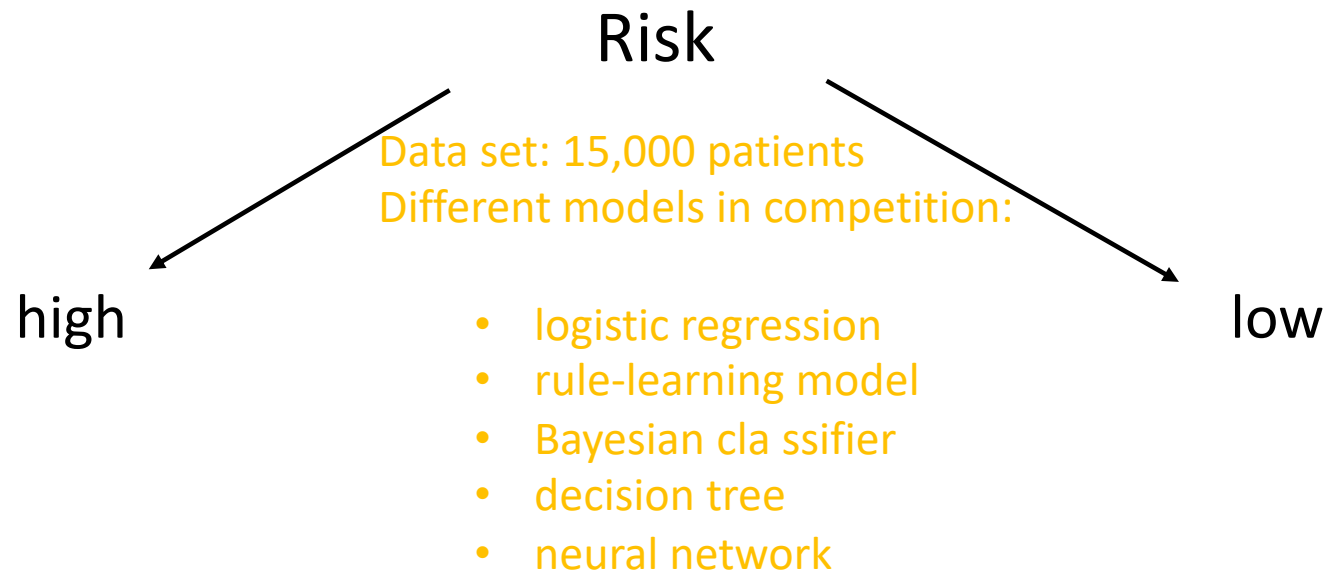 Risk
Data set: 15,000 patients
Different models in competition:
high
low
• logistic regression
• rule-learning model
• Bayesian cla ssifier
• decision tree
• neural network